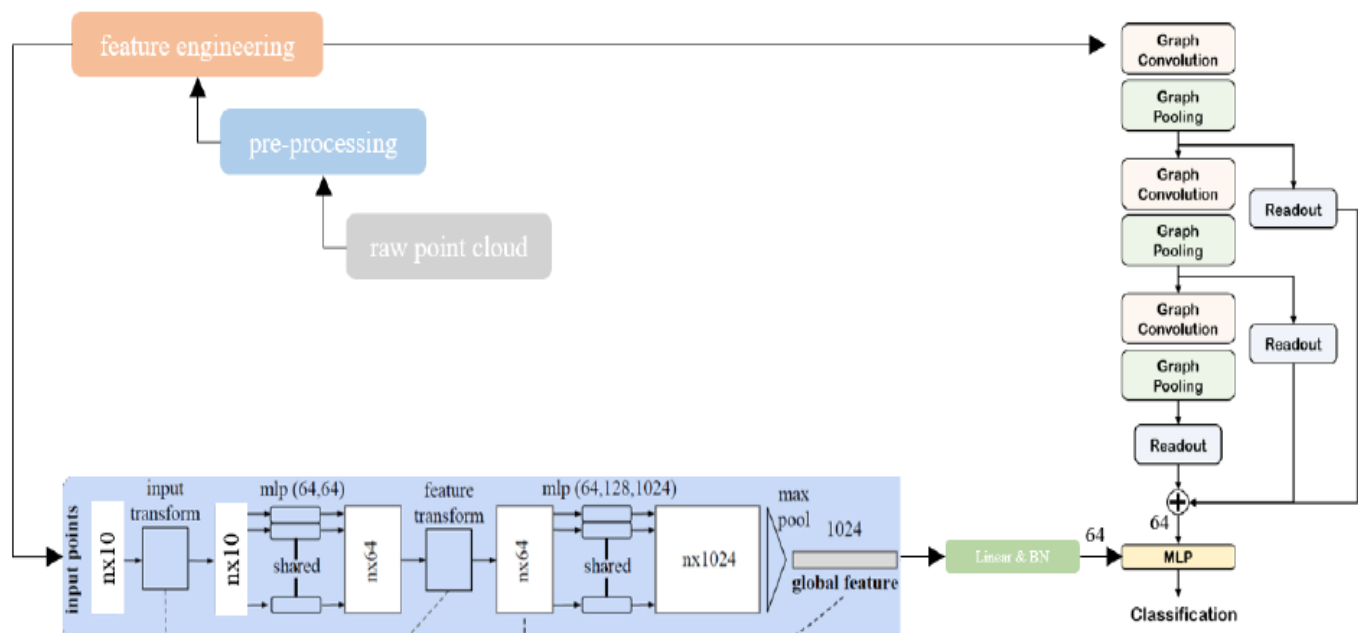 feature engineering
pre-processing
raw point cloud
Graph
Convolution
Graph
Pooling
Graph
Convolution
Readout
Graph
Pooling
Graph
Convolution
Readout
Graph
Pooling
Readout
64
input points
nx10
input
transform
nx10
mlp (64,64)
shared
nx64
feature
transform
nx64
mlp (64,128,1024)
shared
nx1024
max
pool
1024
global feature
Linear & BN
64
MLP
Classification